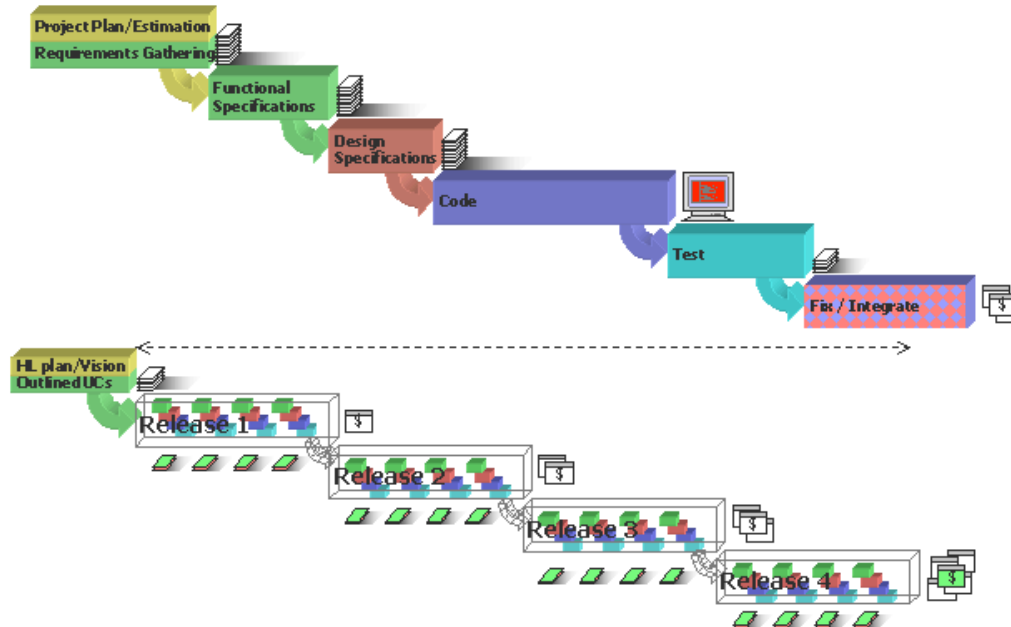 Project Plan/Estimation
Requirements Gathering
Functional
Specifications
Design
Specifications
Code
Test
Fix / Integrate
HL plan/Vision
Outlined UCs
Release 1
$
Release 2
$
Release 3
$
Release 4
$